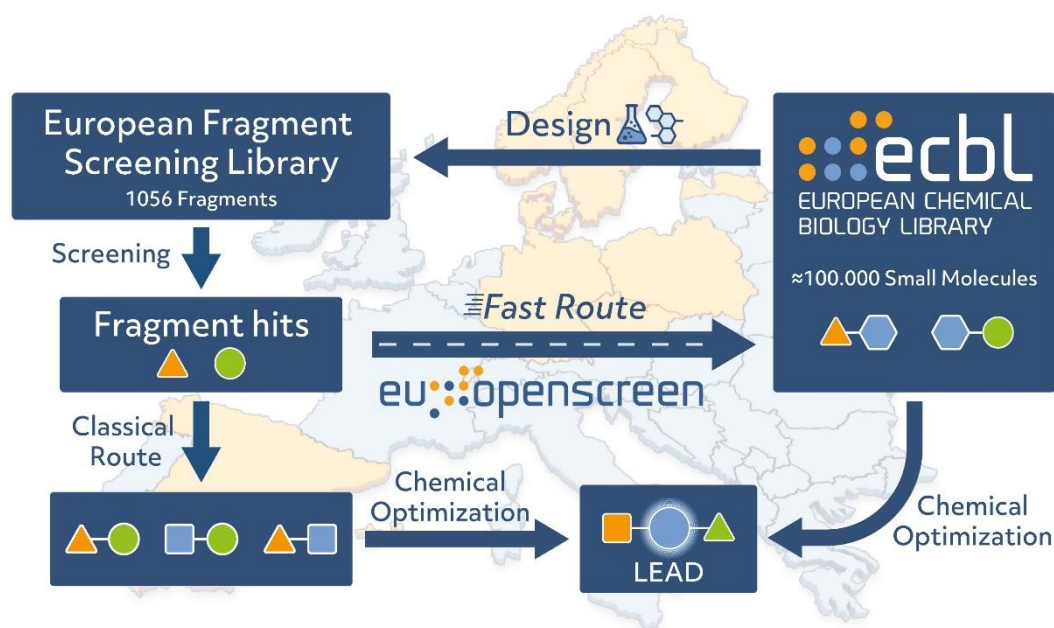 European Fragment
Screening Library
1056 Fragments
Design
ecbl
EUROPEAN CHEMICAL
BIOLOGY LIBRARY
≈100.000 Small Molecules
Screening
Fragment hits
Fast Route
eu openscreen
Classical
Route
Chemical
Optimization
LEAD
Chemical
Optimization